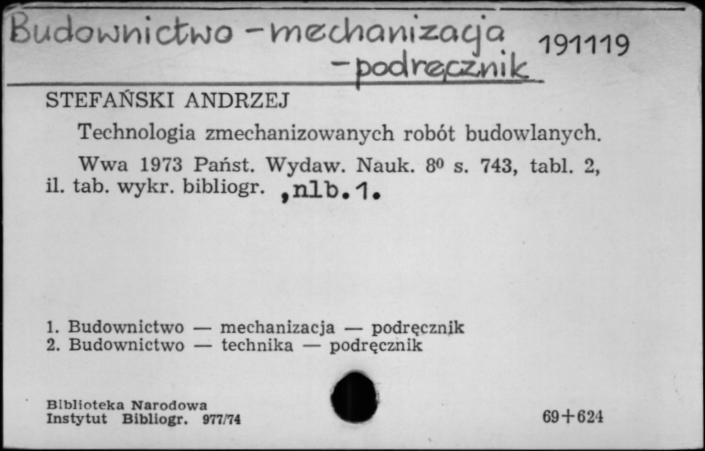 Budownictwo - mechanizacja
191119
- podręcznik
STEFAŃSKI ANDRZEJ
Technologia zmechanizowanych robót budowlanych.
Wwa 1973 Państ. Wydaw. Nauk. 8º s. 743, tabl. 2,
il. tab. wykr. bibliogr. ,nlb.1.
1. Budownictwo — mechanizacja — podręcznik
2. Budownictwo — technika — podręcznik
Biblioteka Narodowa
Instytut Bibliogr. 977/74
69+624